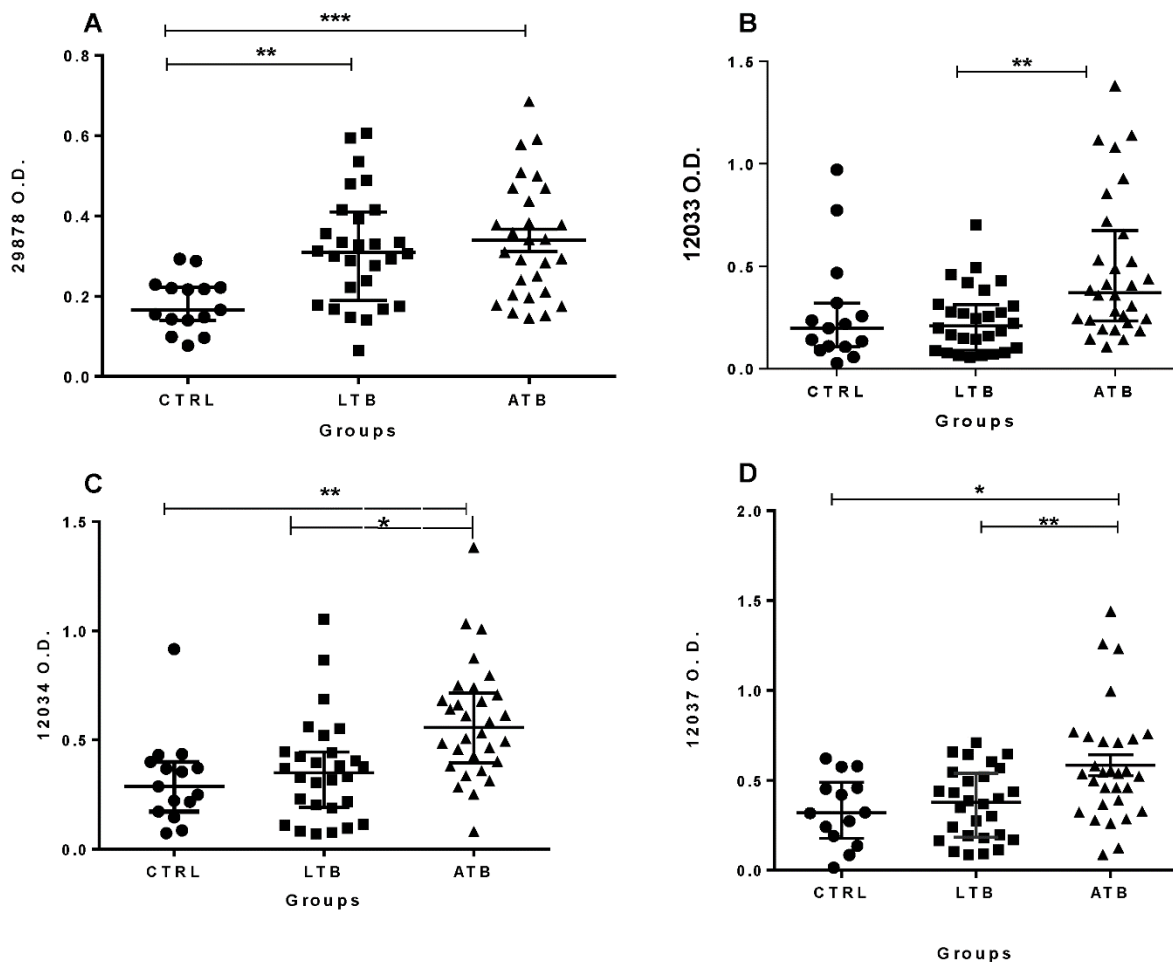 A
***
**
0.8
0.6
0.4
0.2
0.0
29878 O.D.
CTRL LTB ATB
Groups
B
**
1.5
1.0
0.5
0.0
12033 O.D.
CTRL LTB ATB
Groups
C
**
*
1.5
1.0
0.5
0.0
12034 O.D.
CTRL LTB ATB
Groups
D
*
**
2.0
1.5
1.0
0.5
0.0
12037 O.D.
CTRL LTB ATB
Groups